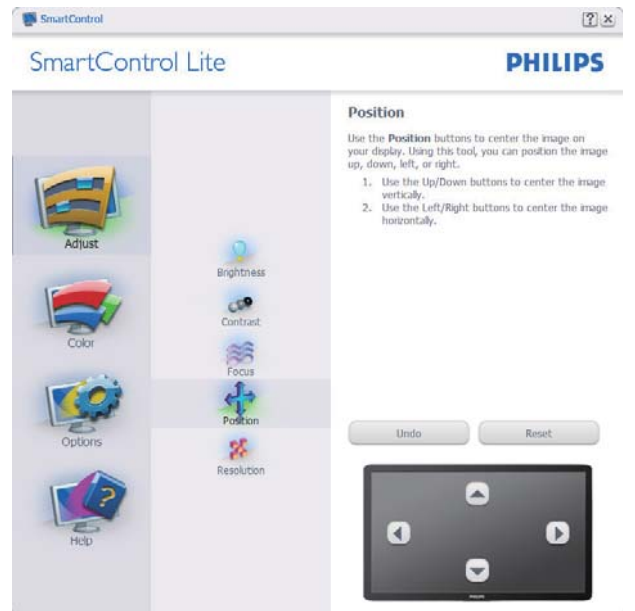 SmartControl
SmartControl Lite
PHILIPS
Adjust
Color
Options
Help
Brightness
Contrast
Focus
Position
Resolution
Position
Use the Position buttons to center the image on
your display. Using this tool, you can position the image
up, down, left, or right.
1. Use the Up/Down buttons to center the image
vertically.
2. Use the Left/Right buttons to center the image
horizontally.
Undo
Reset
PHILIPS